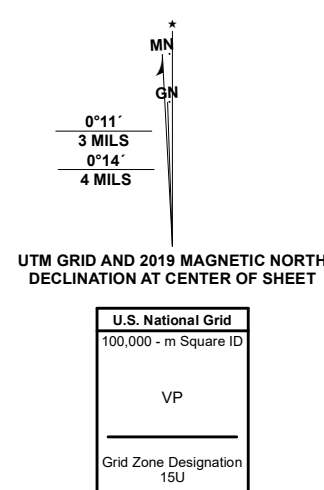 ★
MN
GN
0°11´
3 MILS
0°14´
4 MILS
UTM GRID AND 2019 MAGNETIC NORTH
DECLINATION AT CENTER OF SHEET
U.S. National Grid
100,000 - m Square ID
VP
Grid Zone Designation
15U